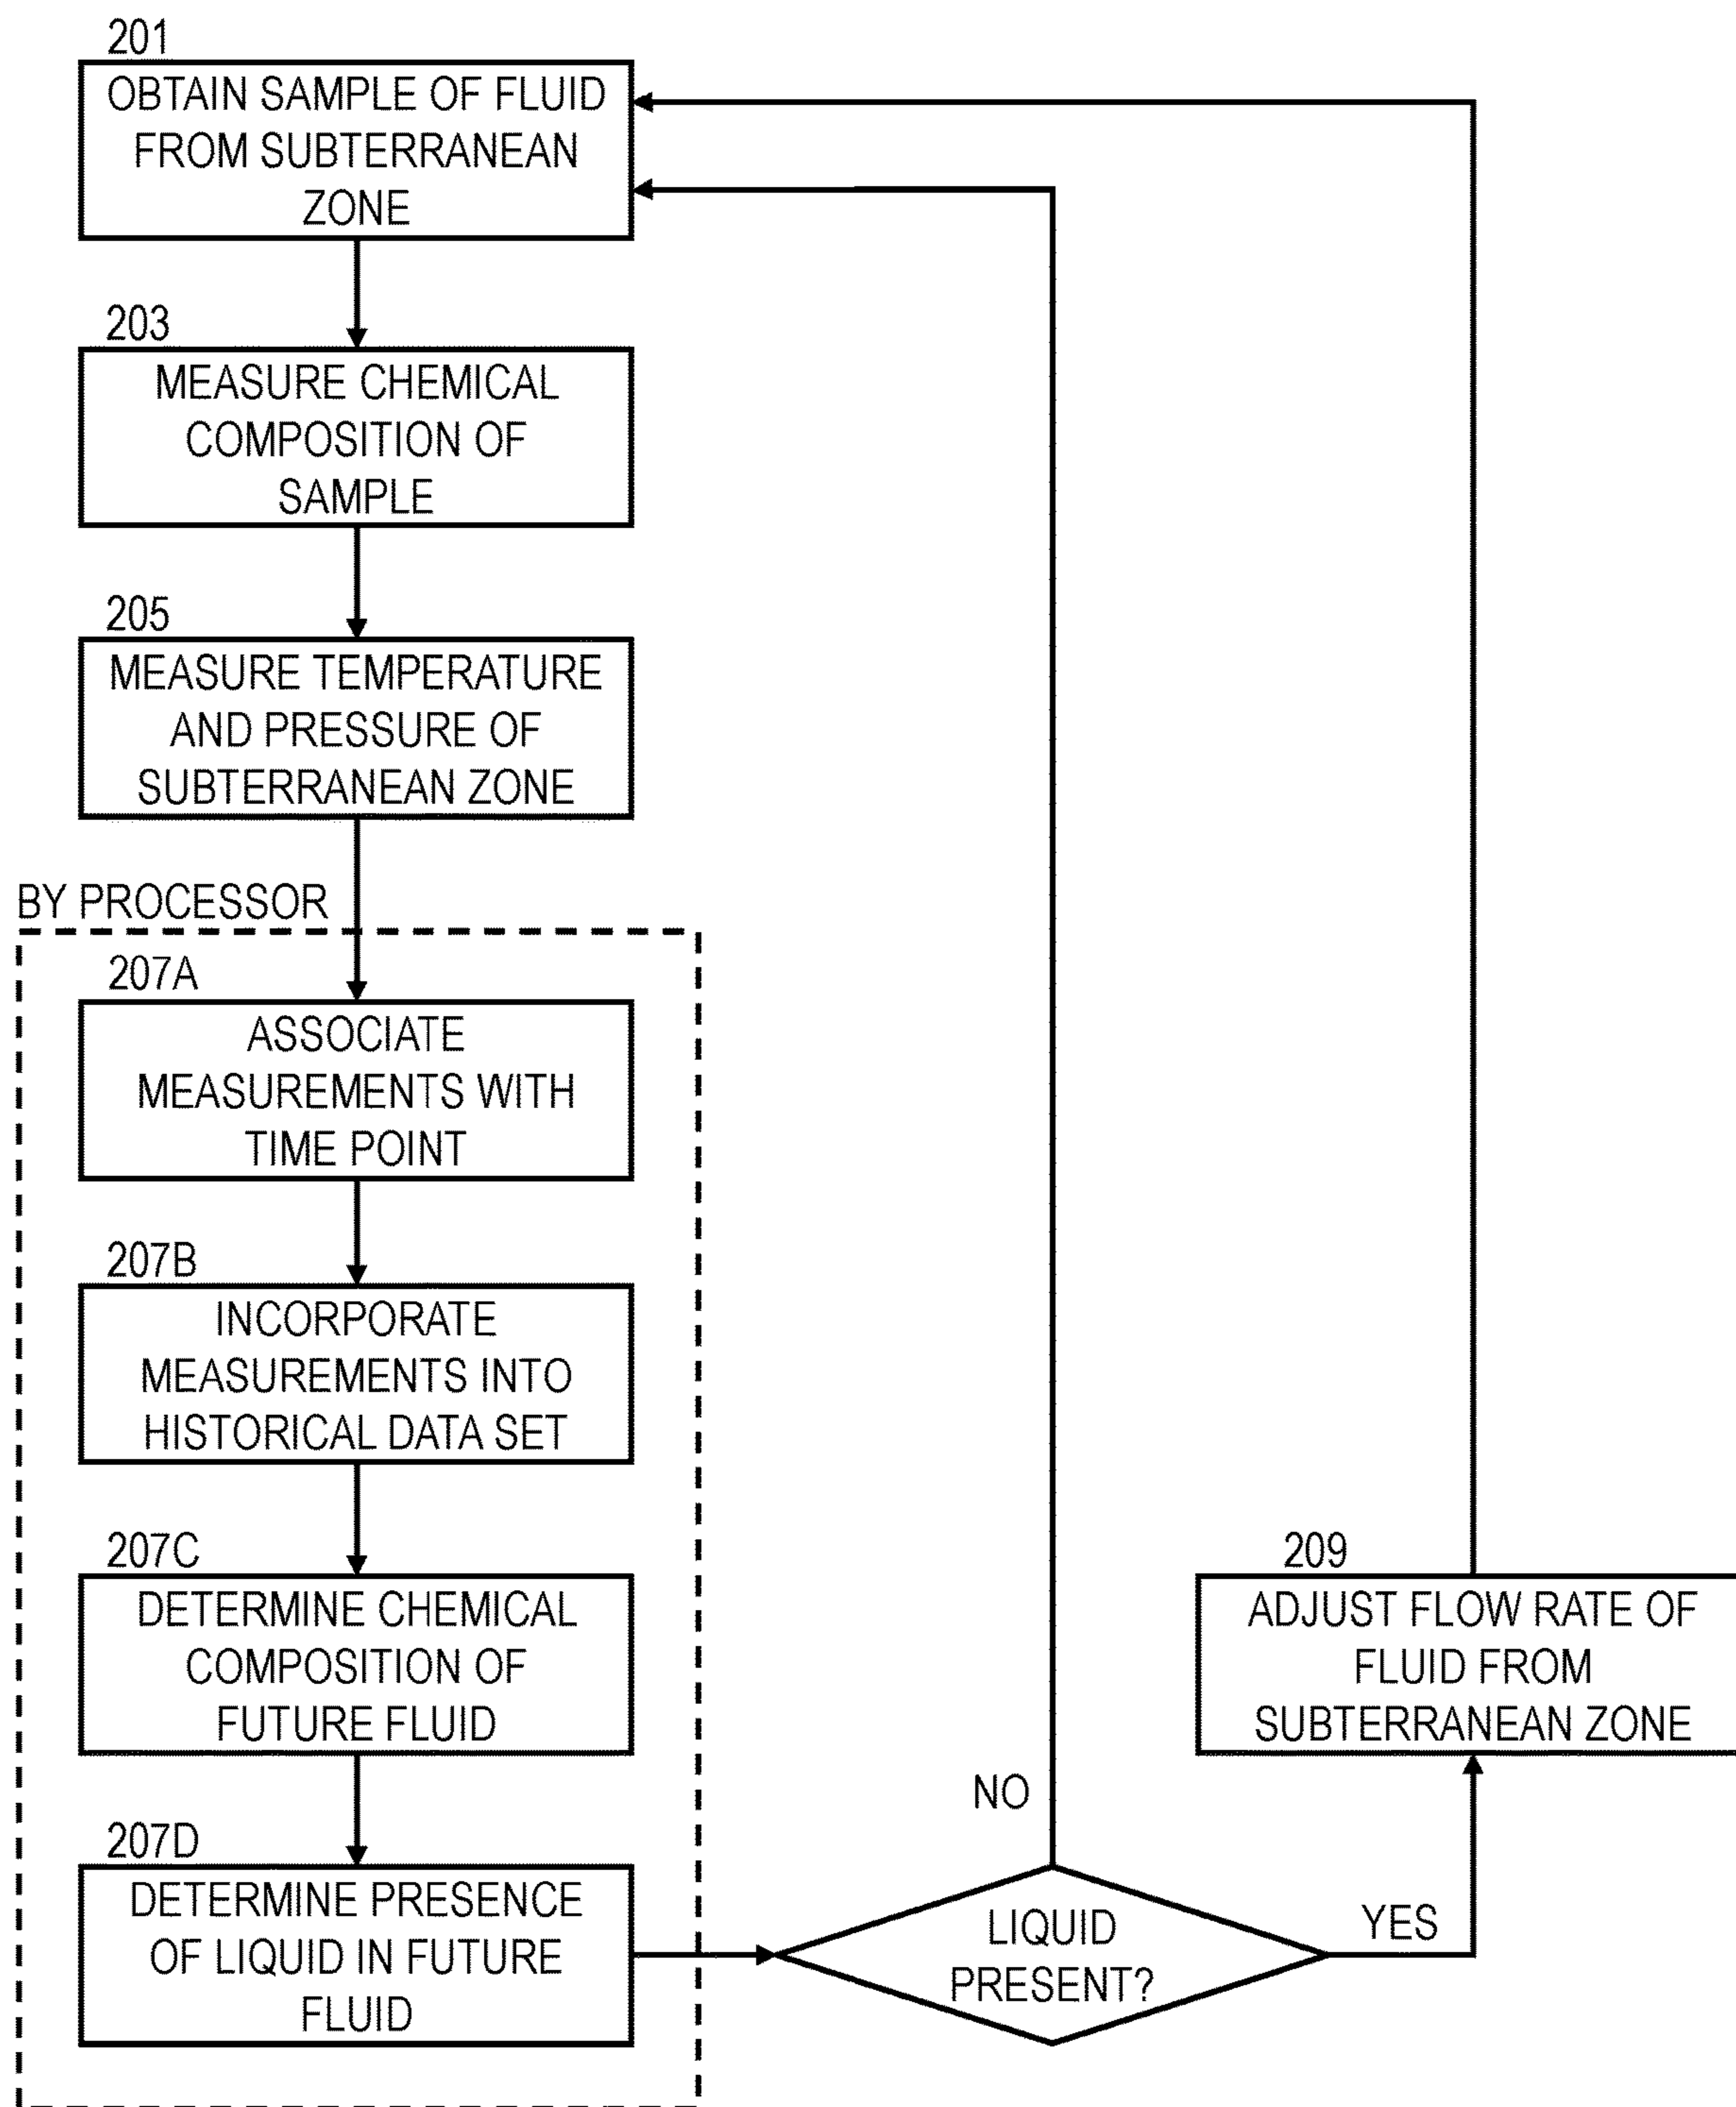 201
OBTAIN SAMPLE OF FLUID
FROM SUBTERRANEAN
ZONE
203
MEASURE CHEMICAL
COMPOSITION OF
SAMPLE
205
MEASURE TEMPERATURE
AND PRESSURE OF
SUBTERRANEAN ZONE
BY PROCESSOR
207A
ASSOCIATE
MEASUREMENTS WITH
TIME POINT
207B
INCORPORATE
MEASUREMENTS INTO
HISTORICAL DATA SET
207C
DETERMINE CHEMICAL
COMPOSITION OF
FUTURE FLUID
207D
DETERMINE PRESENCE
OF LIQUID IN FUTURE
FLUID
LIQUID
PRESENT?
NO
YES
209
ADJUST FLOW RATE OF
FLUID FROM
SUBTERRANEAN ZONE